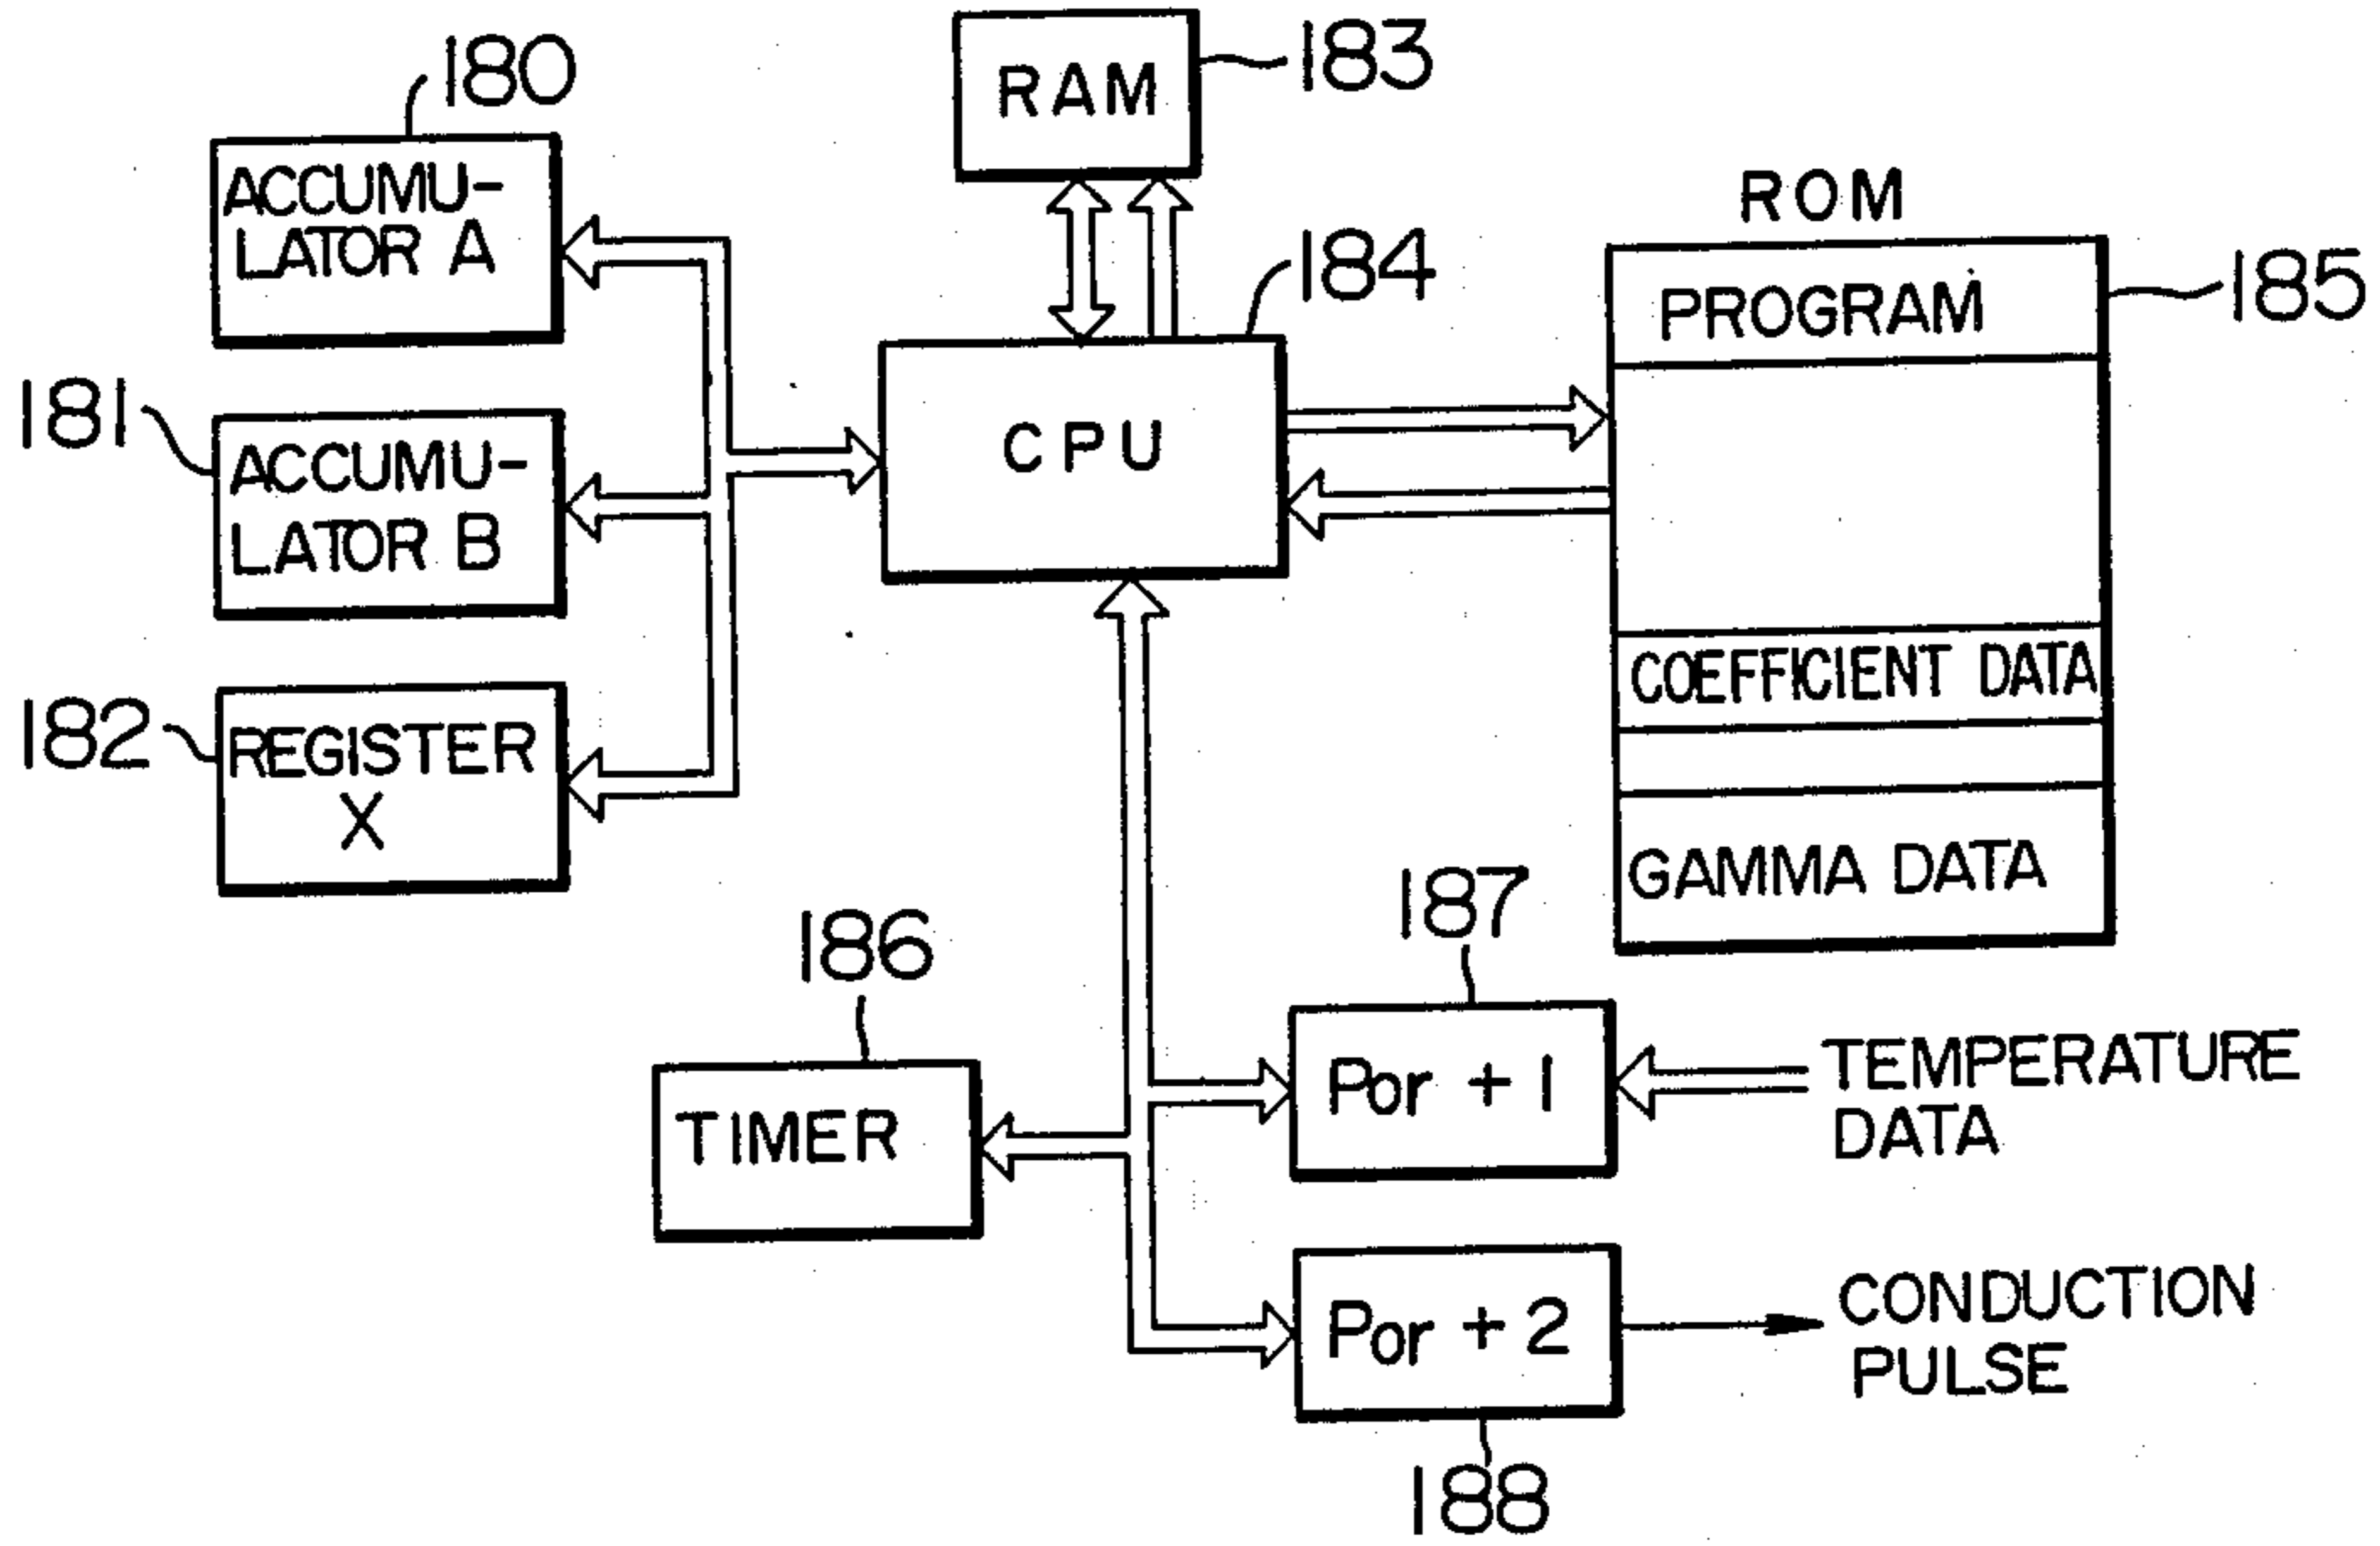 180
ACCUMU-
LATOR A
181
ACCUMU-
LATOR B
182
REGISTER
X
RAM
183
184
CPU
ROM
PROGRAM
185
COEFFICIENT DATA
GAMMA DATA
186
TIMER
187
Por + 1
TEMPERATURE
DATA
Por + 2
CONDUCTION
PULSE
188